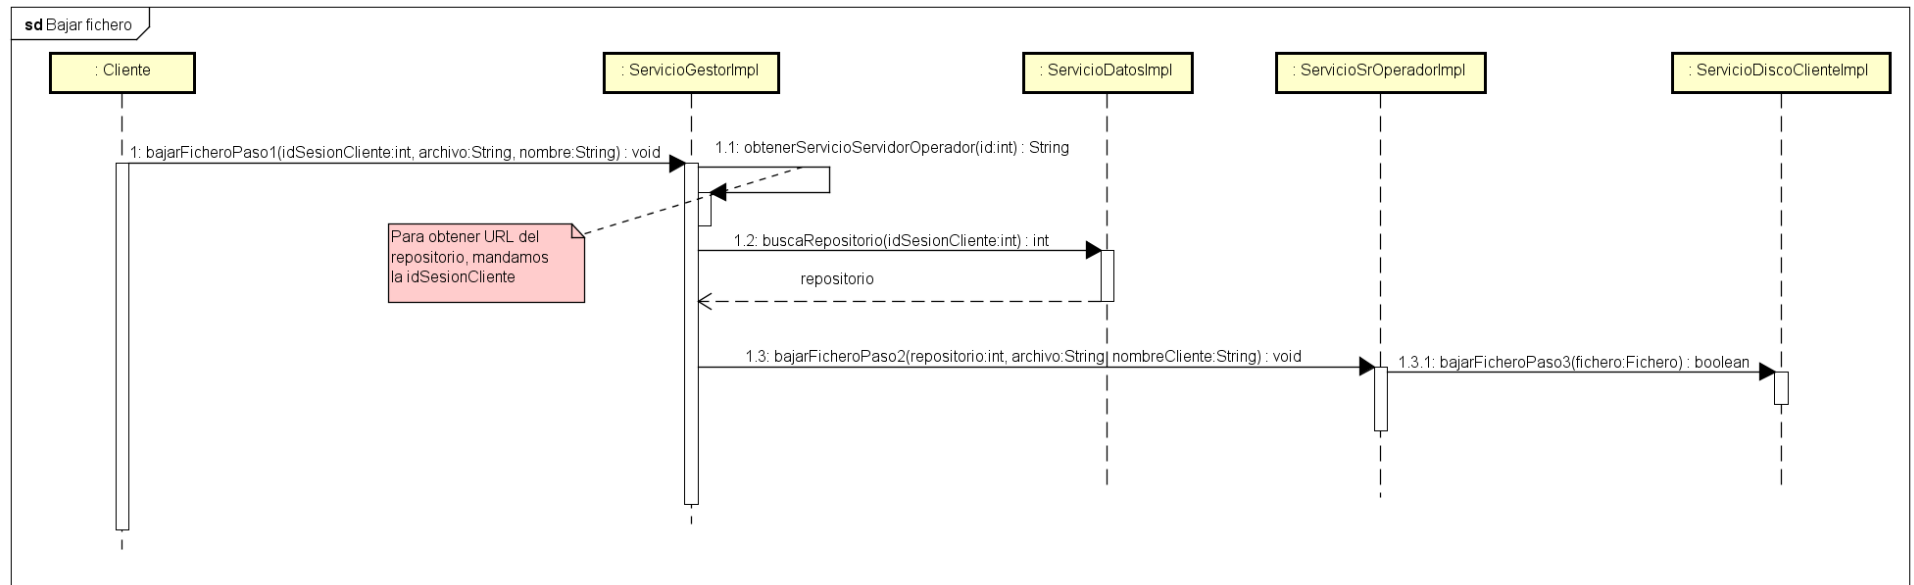 sd Bajar fichero
: Cliente
: ServicioGestorImpl
: ServicioDatosImpl
: ServicioSrOperadorImpl
: ServicioDiscoClienteImpl
1: bajarFicheroPaso1(idSesionCliente:int, archivo:String, nombre:String) : void
1.1: obtenerServicioServidorOperador(id:int) : String
Para obtener URL del
repositorio, mandamos
la idSesionCliente
1.2: buscaRepositorio(idSesionCliente:int) : int
repositorio
1.3: bajarFicheroPaso2(repositorio:int, archivo:String, nombreCliente:String) : void
1.3.1: bajarFicheroPaso3(fichero:Fichero) : boolean